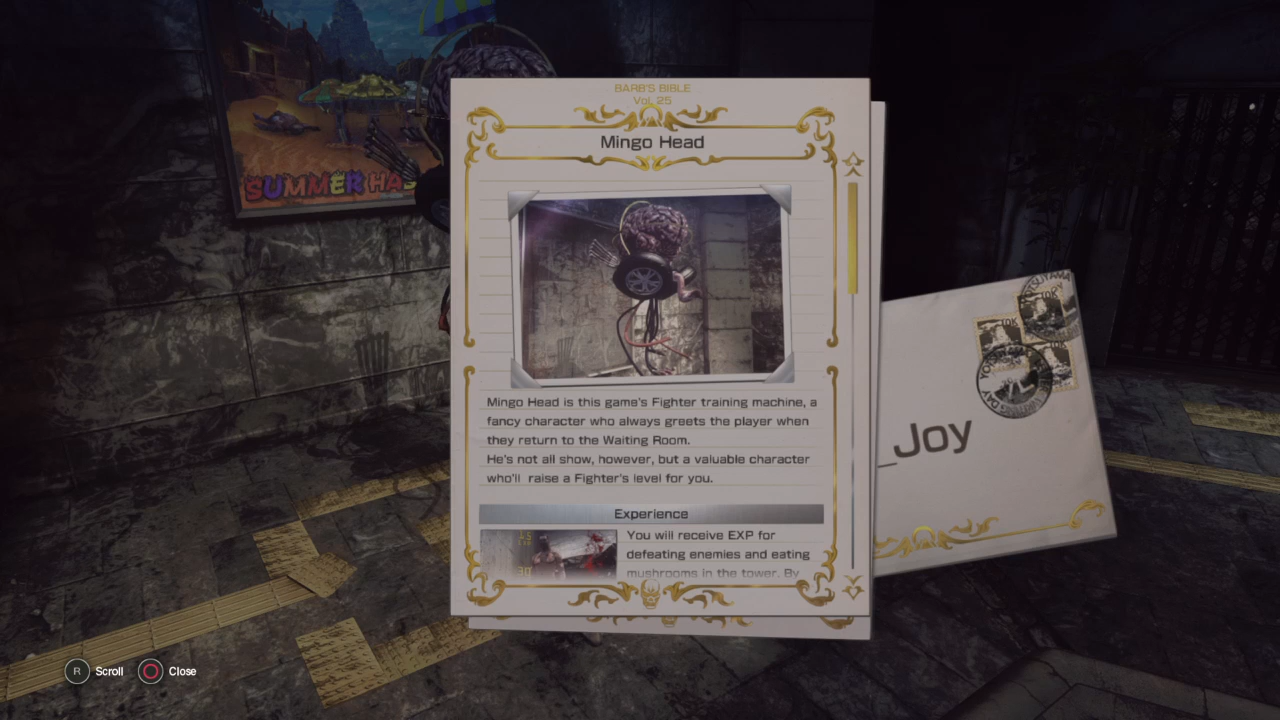 BARB'S BIBLE
Vol. 25
Mingo Head
Mingo Head is this game's Fighter training machine, a
fancy character who always greets the player when
they return to the Waiting Room.
He's not all show, however, but a valuable character
who'll  raise a Fighter's level for you.
Experience
You will receive EXP for
defeating enemies and eating
mushrooms in the tower. By
SUMMER HA
_Joy
Scroll
Close
R